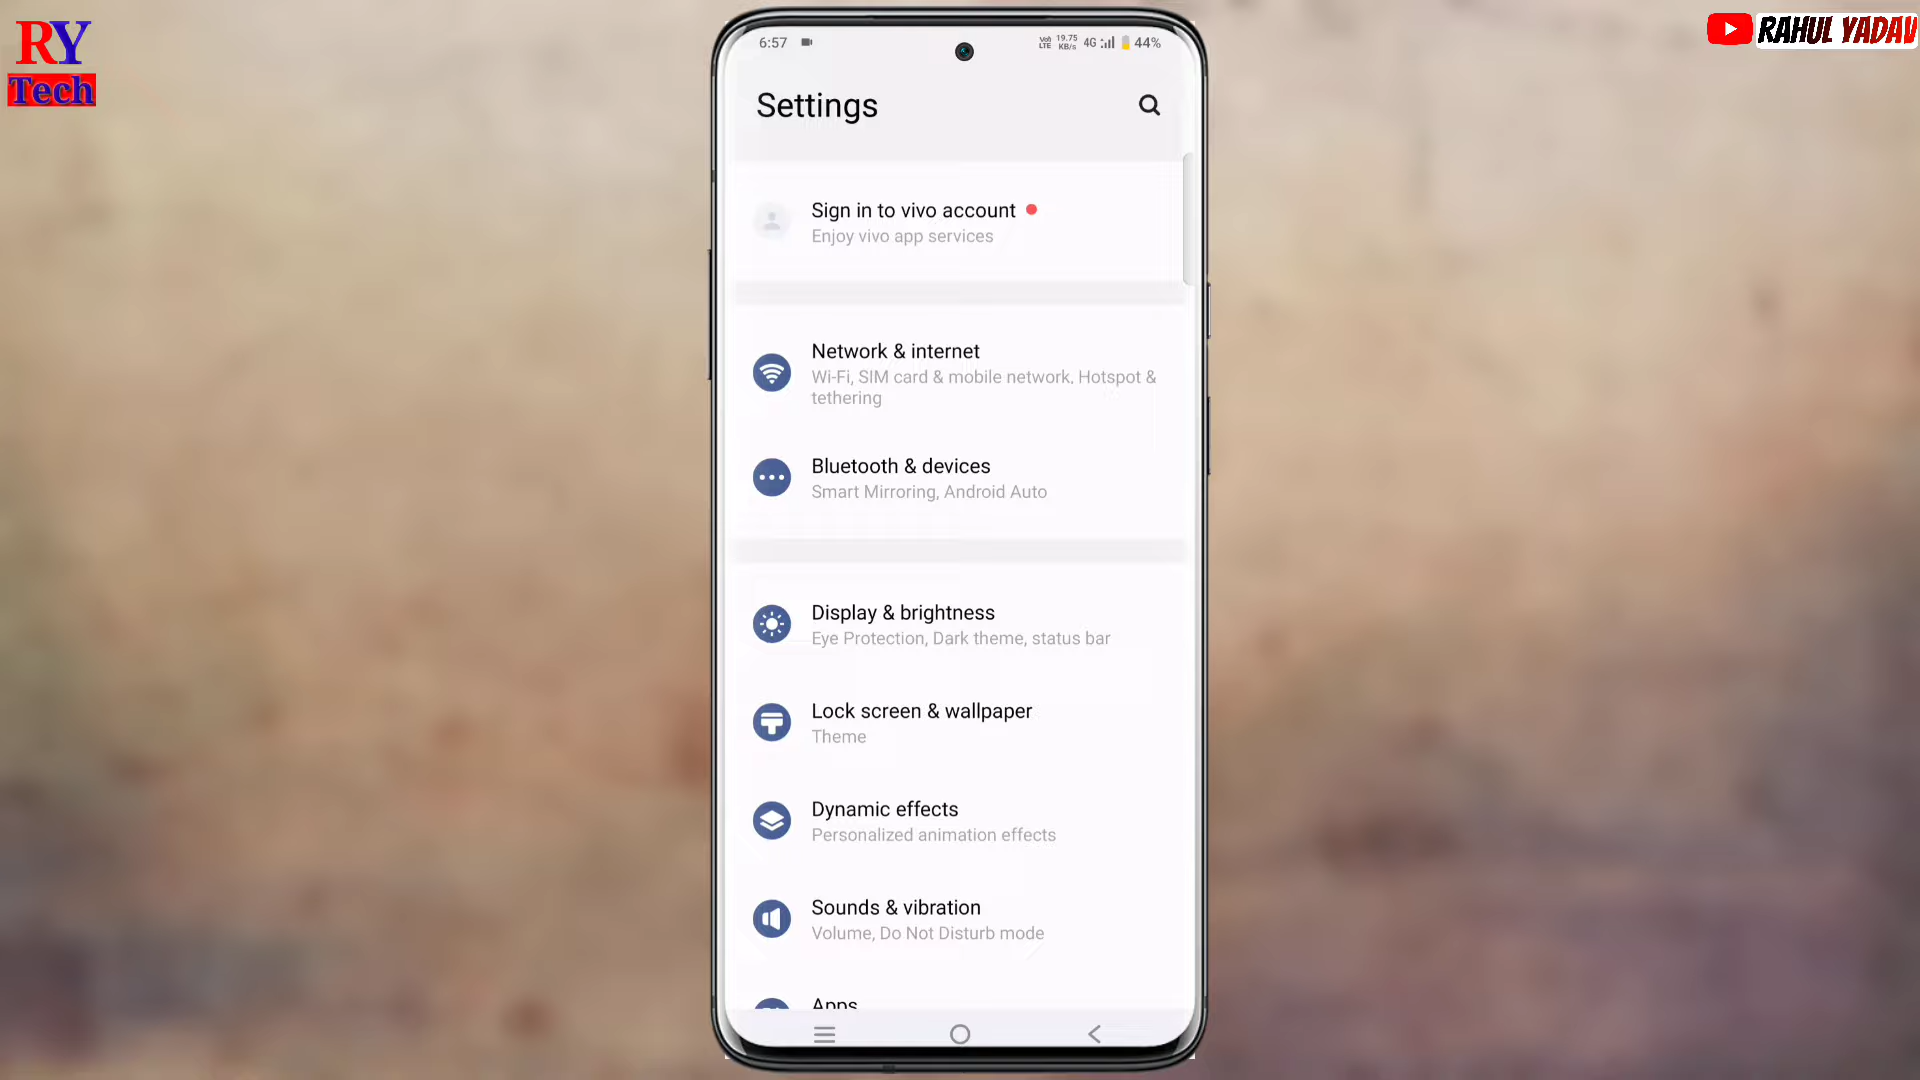 RY
Tech
RAHUL YADAV
6:57
Vo)
LTE
19.75
KB/s
4G
44%
Settings
Sign in to vivo account
Enjoy vivo app services
Network & internet
Wi-Fi, SIM card & mobile network, Hotspot &
tethering
Bluetooth & devices
Smart Mirroring, Android Auto
Display & brightness
Eye Protection, Dark theme, status bar
Lock screen & wallpaper
Theme
Dynamic effects
Personalized animation effects
Sounds & vibration
Volume, Do Not Disturb mode
Apps